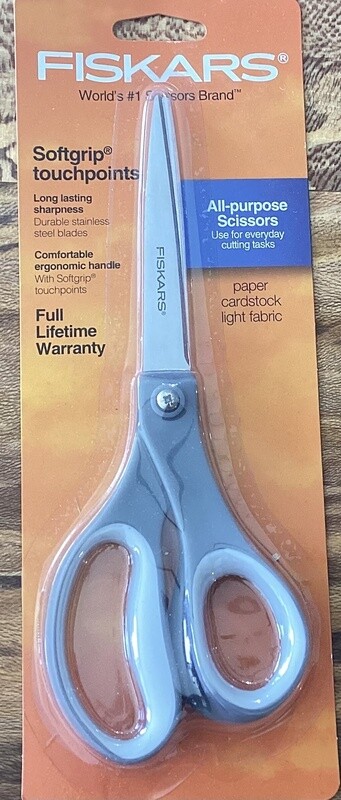 FISKARS®
World's #1 Scissors Brand™
Softgrip®
touchpoints
Long lasting
sharpness
Durable stainless
steel blades
Comfortable
ergonomic handle
With Softgrip®
touchpoints
Full
Lifetime
Warranty
All-purpose
Scissors
Use for everyday
cutting tasks
paper
cardstock
light fabric
FISKARS®